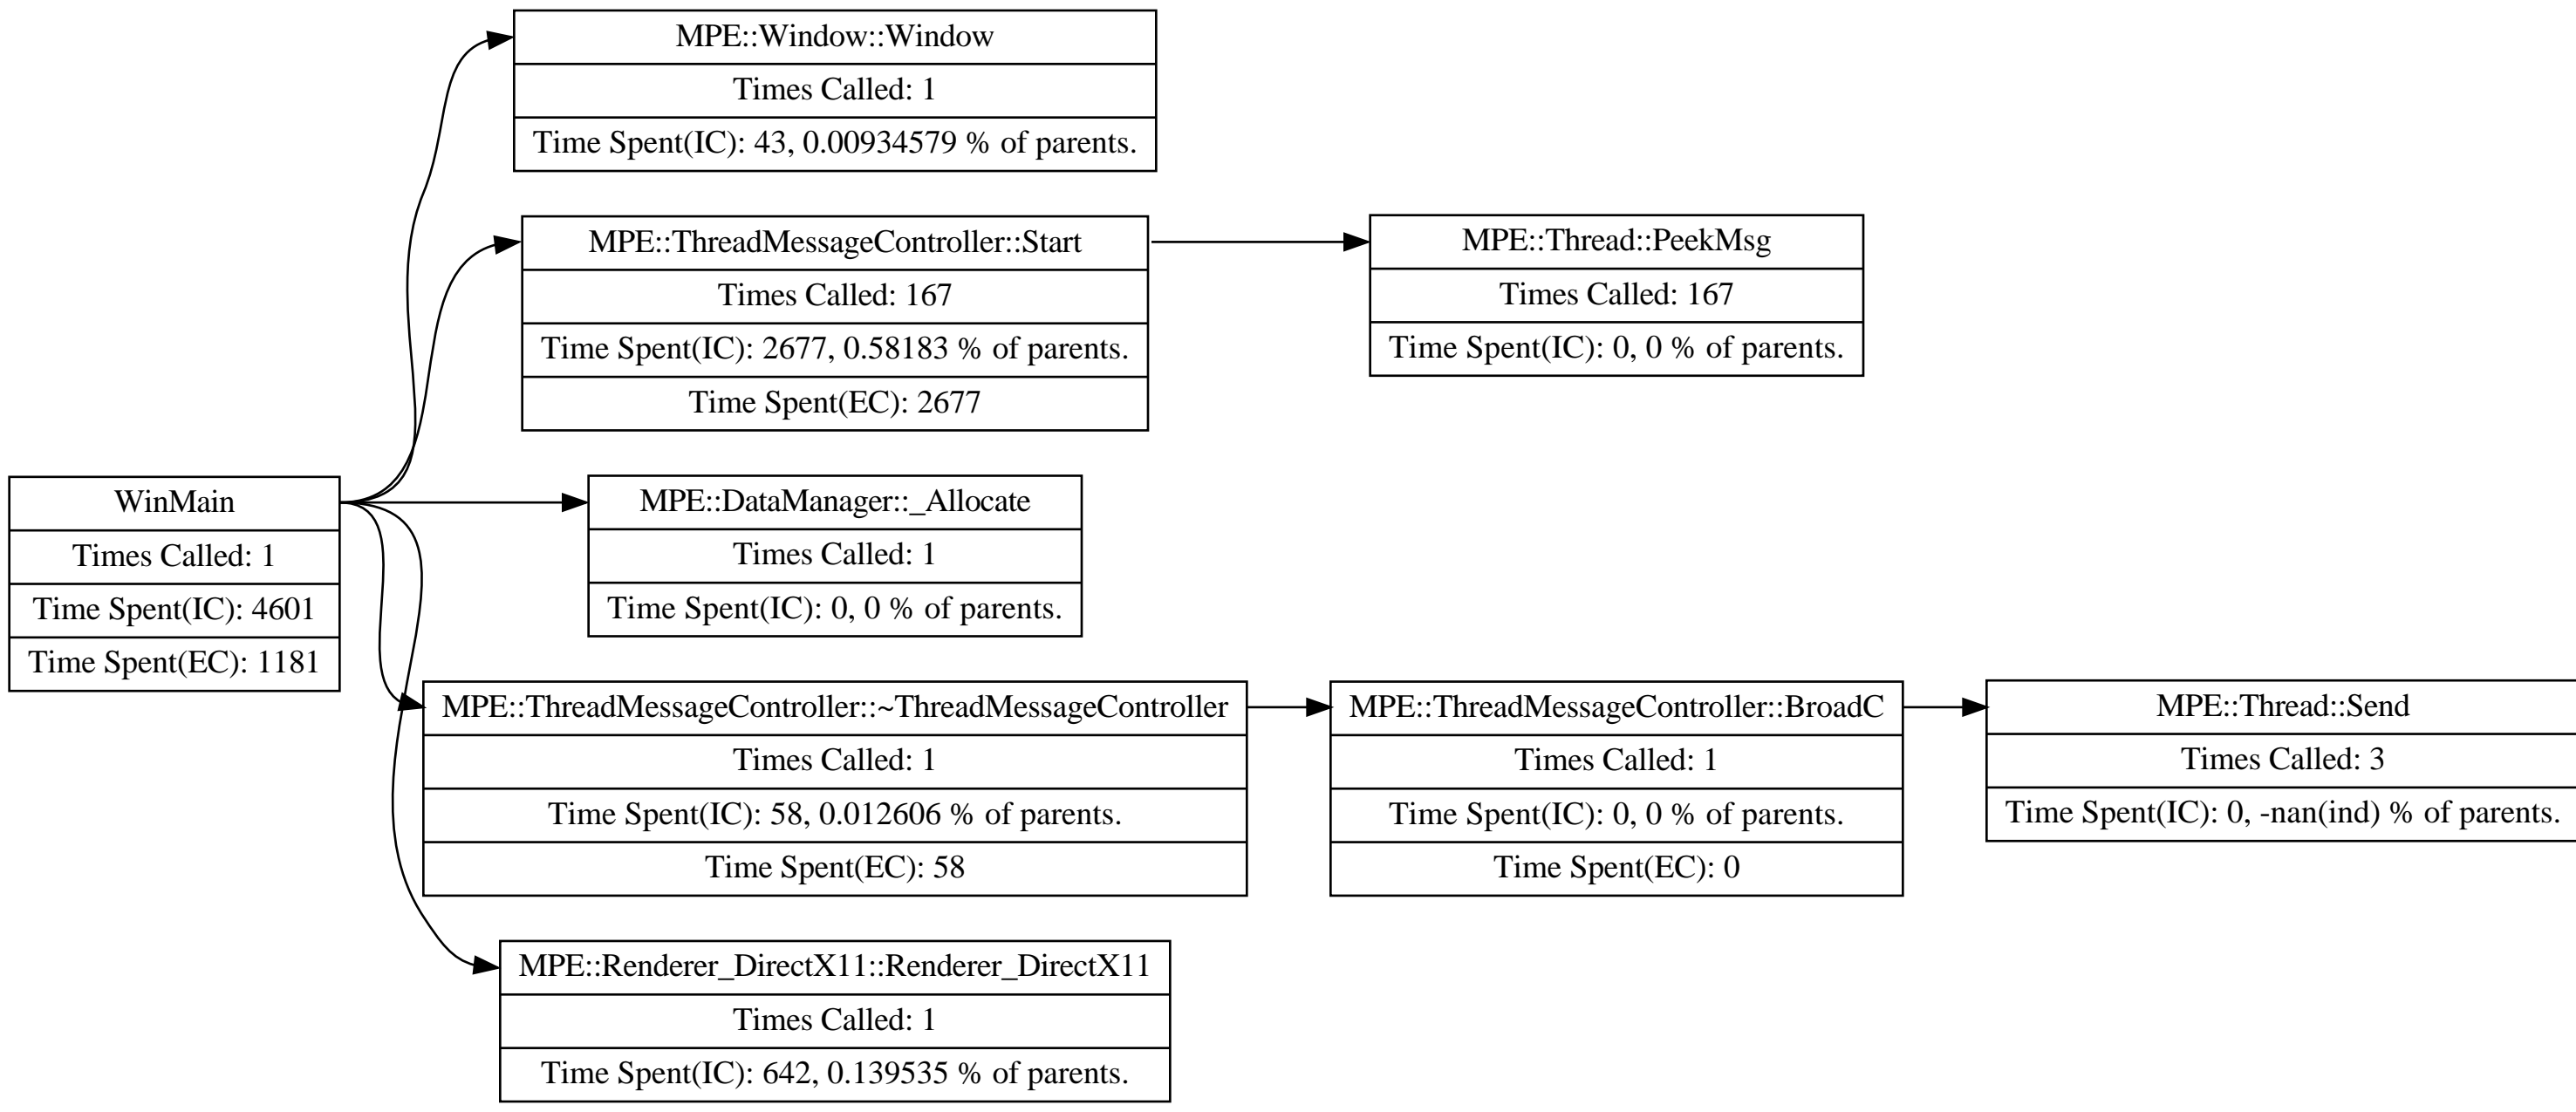 MPE::Window::Window
Times Called: 1
Time Spent(IC): 43, 0.00934579 % of parents.
MPE::ThreadMessageController::Start
Times Called: 167
Time Spent(IC): 2677, 0.58183 % of parents.
Time Spent(EC): 2677
MPE::Thread::PeekMsg
Times Called: 167
Time Spent(IC): 0, 0 % of parents.
WinMain
Times Called: 1
Time Spent(IC): 4601
Time Spent(EC): 1181
MPE::DataManager::_Allocate
Times Called: 1
Time Spent(IC): 0, 0 % of parents.
MPE::ThreadMessageController::~ThreadMessageController
Times Called: 1
Time Spent(IC): 58, 0.012606 % of parents.
Time Spent(EC): 58
MPE::ThreadMessageController::BroadC
Times Called: 1
Time Spent(IC): 0, 0 % of parents.
Time Spent(EC): 0
MPE::Thread::Send
Times Called: 3
Time Spent(IC): 0, -nan(ind) % of parents.
MPE::Renderer_DirectX11::Renderer_DirectX11
Times Called: 1
Time Spent(IC): 642, 0.139535 % of parents.